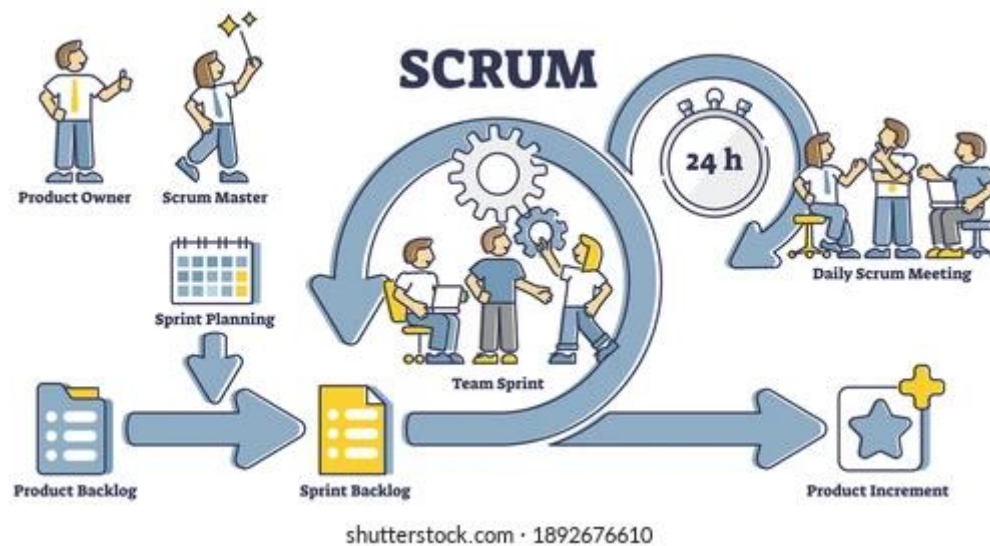 SCRUM
Product Owner
Scrum Master
24 h
Sprint Planning
Daily Scrum Meeting
Team Sprint
Product Backlog
Sprint Backlog
Product Increment
shutterstock.com · 1892676610